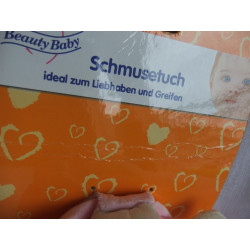 Beauty Baby
Schmusetuch
ideal zum Liebhaben und Greifen